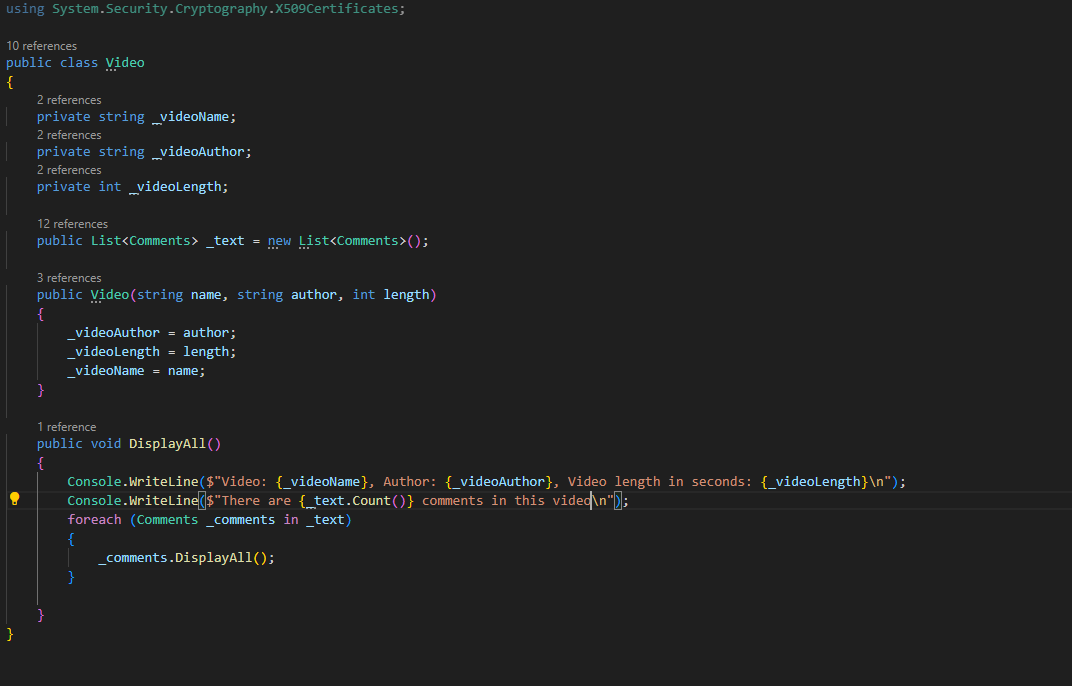 using System.Security.Cryptography.X509Certificates;
10 references
public class Video
{
2 references
private string _videoName;
2 references
private string _videoAuthor;
2 references
private int _videoLength;
12 references
public List<Comments> _text = new List<Comments>();
3 references
public Video(string name, string author, int length)
{
_videoAuthor = author;
_videoLength = length;
_videoName = name;
}
1 reference
public void DisplayAll()
{
Console.WriteLine($"Video: {_videoName}, Author: {_videoAuthor}, Video length in seconds: {_videoLength}\n");
Console.WriteLine($"There are {_text.Count()} comments in this video\n");
foreach (Comments _comments in _text)
{
_comments.DisplayAll();
}
}
}